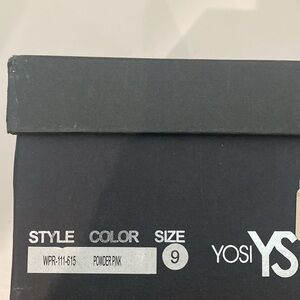 STYLE COLOR SIZE
WPR-111-615 POWDER PINK 9
YOSI YS